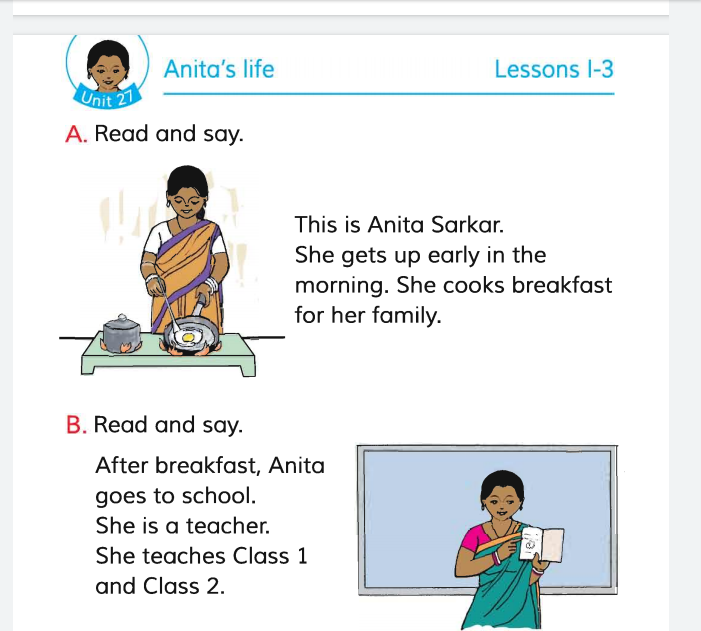 Anita's life
Lessons 1-3
Unit 27
A. Read and say.
This is Anita Sarkar.
She gets up early in the
morning. She cooks breakfast
for her family.
B. Read and say.
After breakfast, Anita
goes to school.
She is a teacher.
She teaches Class 1
and Class 2.